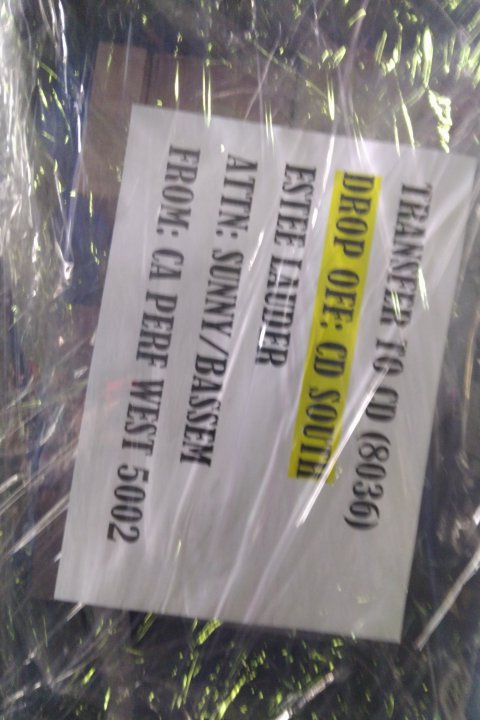 TRANSFER TO CD (8036)
DROP OFF: CD SOUTH
ESTEE LAUDER
ATTN: SUNNY/BASSEM
FROM: CA PERF WEST 5002